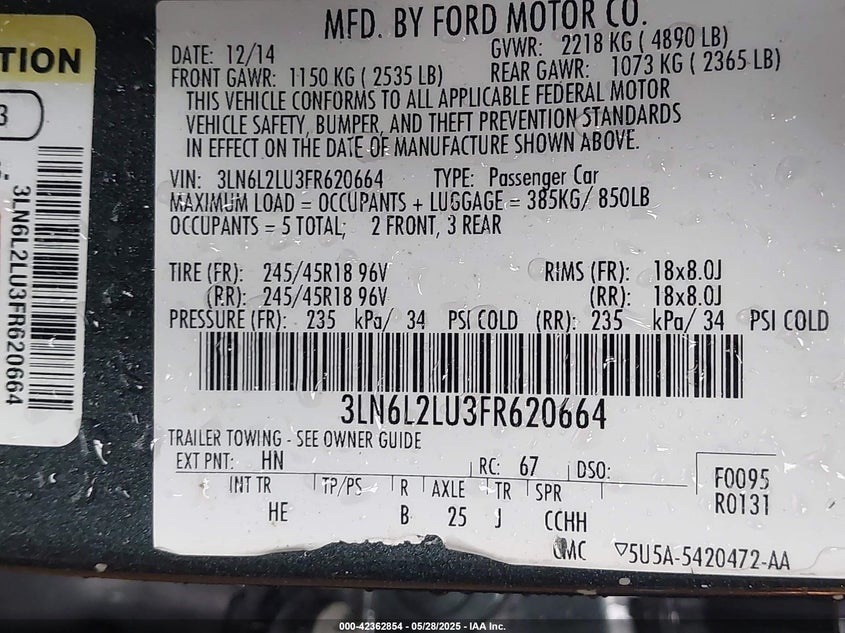 MFD. BY FORD MOTOR CO.
DATE: 12/14 GVWR: 2218 KG ( 4890 LB)
FRONT GAWR: 1150 KG ( 2535 LB) REAR GAWR: 1073 KG ( 2365 LB)
THIS VEHICLE CONFORMS TO ALL APPLICABLE FEDERAL MOTOR
VEHICLE SAFETY, BUMPER, AND THEFT PREVENTION STANDARDS
IN EFFECT ON THE DATE OF MANUFACTURE SHOWN ABOVE.
VIN: 3LN6L2LU3FR620664 TYPE: Passenger Car
MAXIMUM LOAD = OCCUPANTS + LUGGAGE = 385KG/ 850LB
OCCUPANTS = 5 TOTAL; 2 FRONT, 3 REAR
TIRE (FR): 245/45R18 96V RIMS (FR): 18x8.0J
(RR): 245/45R18 96V (RR): 18x8.0J
PRESSURE (FR): 235 kPa/ 34 PSI COLD (RR): 235 kPa/ 34 PSI COLD
3LN6L2LU3FR620664
TRAILER TOWING - SEE OWNER GUIDE
EXT PNT: HN RC: 67 DSO: F0095
INT TR TP/PS R AXLE TR SPR R0131
HE B 25 J CCHH
▽5U5A-5420472-AA
TION
3
3LN6L2LU3FR620664
000-42362854 / 05/28/2025 - IAA Inc.